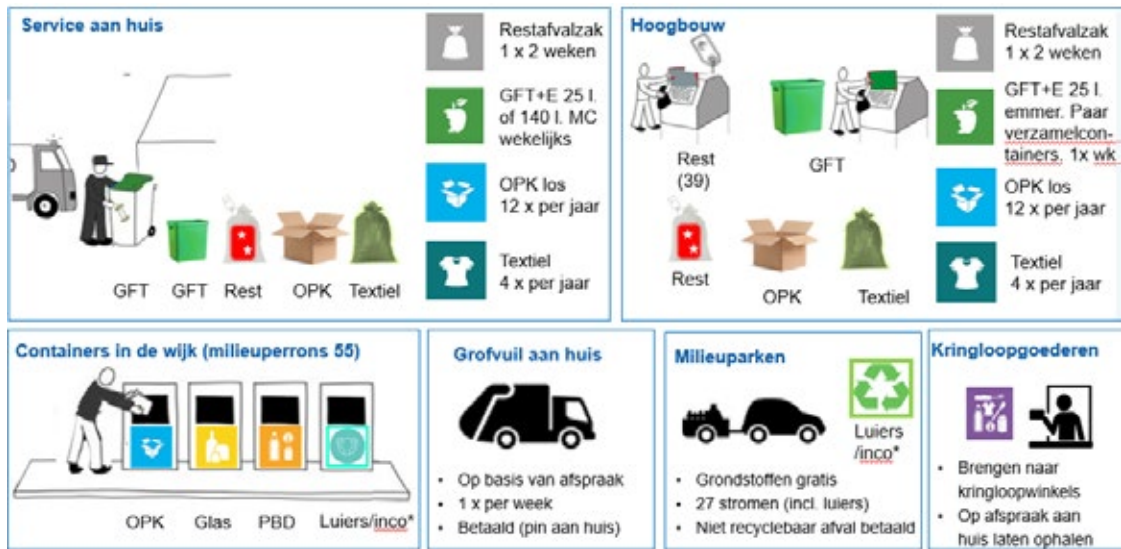 Service aan huis
Restafvalzak
1 x 2 weken
GFT+E 25 l.
of 140 l. MC
wekelijks
OPK los
12 x per jaar
Textiel
4 x per jaar
GFT GFT Rest OPK Textiel
Hoogbouw
Restafvalzak
1 x 2 weken
GFT+E 25 l.
emmer. Paar
verzamelcon-
tainers. 1x wk
OPK los
12 x per jaar
Textiel
4 x per jaar
Rest
(39)
GFT
Rest
OPK
Textiel
Containers in de wijk (milieuperrons 55)
OPK Glas PBD Luiers/inco*
Grofvuil aan huis
• Op basis van afspraak
• 1 x per week
• Betaald (pin aan huis)
Milieuparken
Luiers
/inco*
• Grondstoffen gratis
• 27 stromen (incl. luiers)
• Niet recyclebaar afval betaald
Kringloopgoederen
• Brengen naar
kringloopwinkels
• Op afspraak aan
huis laten ophalen